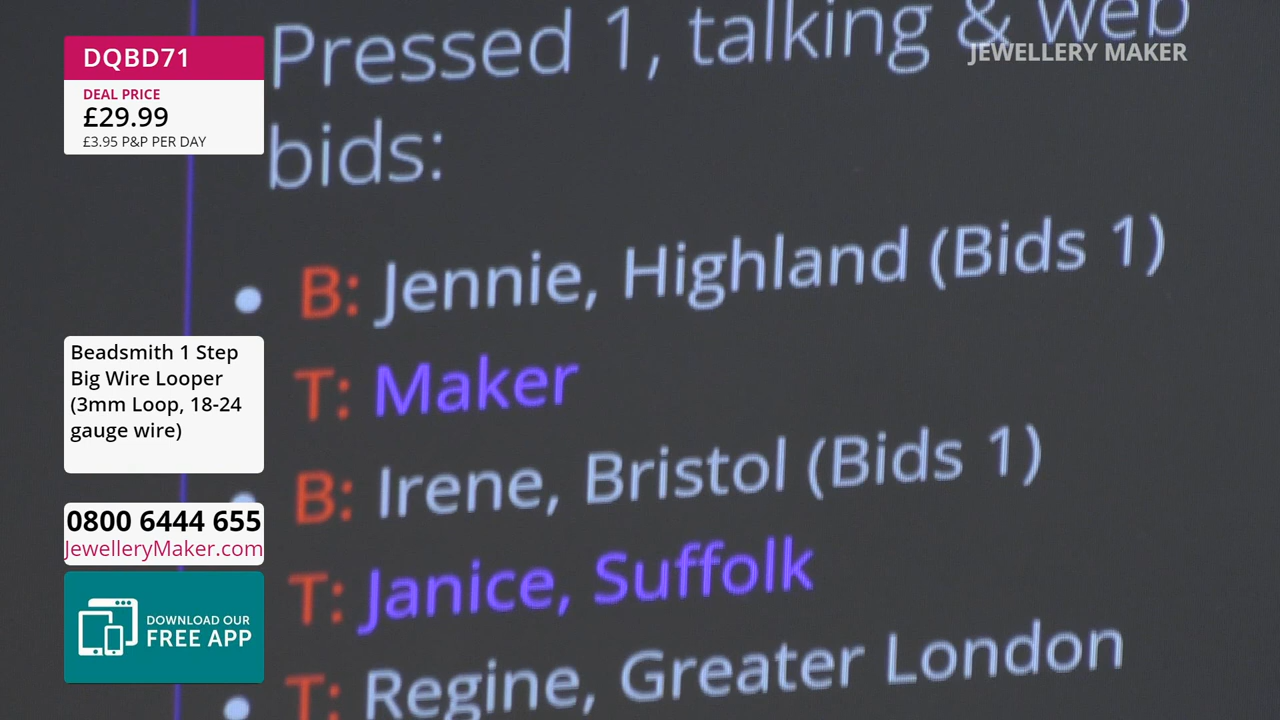 DQBD71
DEAL PRICE
£29.99
£3.95 P&P PER DAY
Beadsmith 1 Step
Big Wire Looper
(3mm Loop, 18-24
gauge wire)
0800 6444 655
JewelleryMaker.com
DOWNLOAD OUR
FREE APP
JEWELLERY MAKER
Pressed 1, talking & web
bids:
• B: Jennie, Highland (Bids 1)
T: Maker
• B: Irene, Bristol (Bids 1)
T: Janice, Suffolk
• T: Regine, Greater London